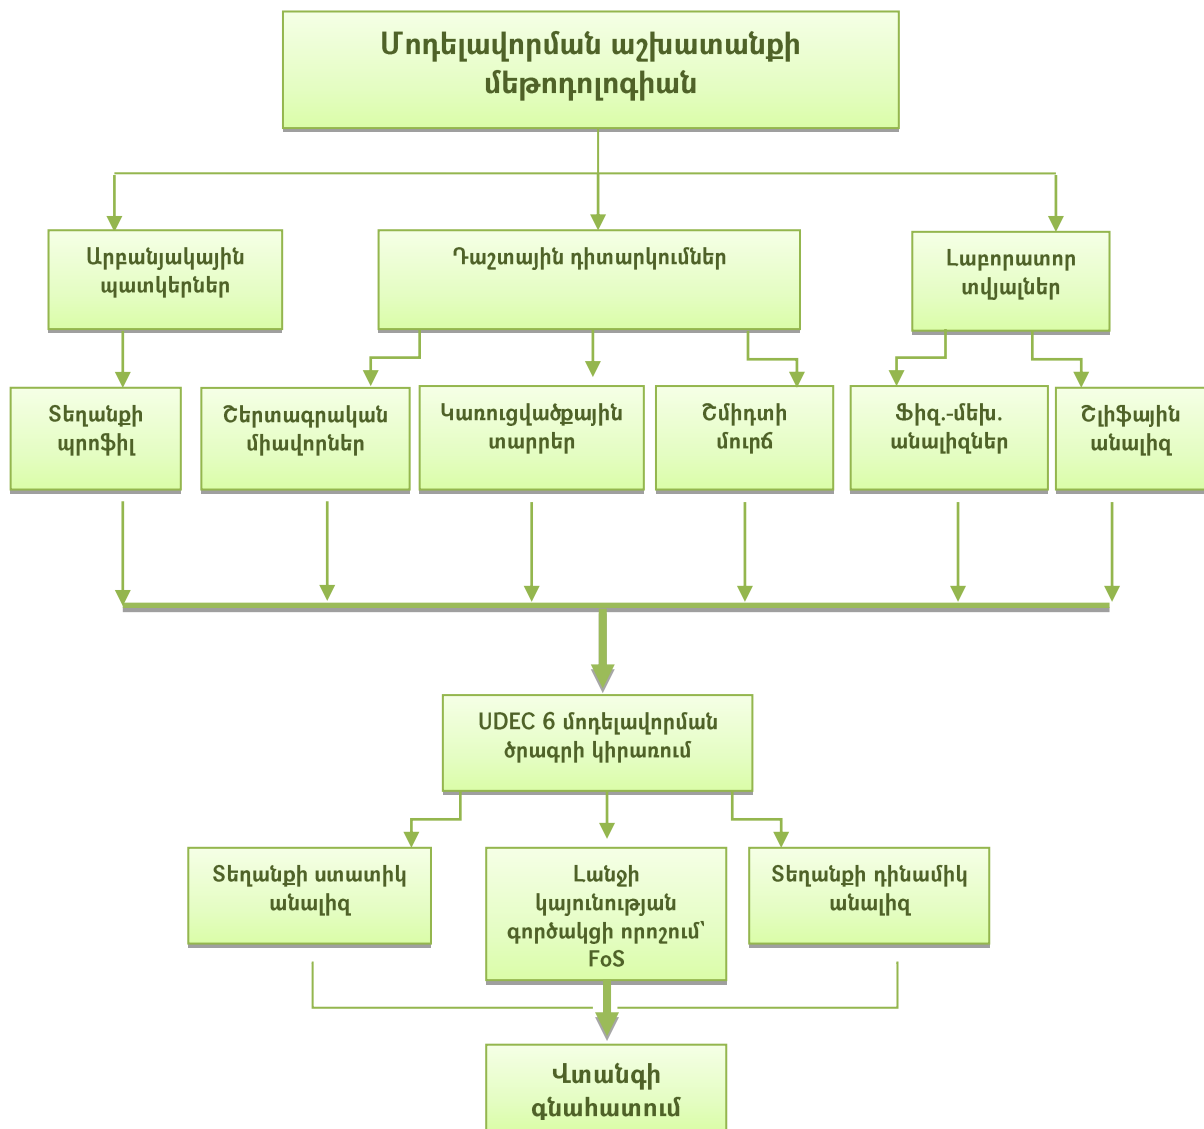 Մոդելավորման աշխատանքի
մեթոդոլոգիան
Արբանյակային
պատկերներ
Դաշտային դիտարկումներ
Լաբորատոր
տվյալներ
Տեղանքի
պրոֆիլ
Շերտագրական
միավորներ
Կառուցվածքային
տարրեր
Շմիդտի
մուրճ
Ֆիզ.-մեխ.
անալիզներ
Շլիֆային
անալիզ
UDEC 6 մոդելավորման
ծրագրի կիրառում
Տեղանքի ստատիկ
անալիզ
Լանջի
կայունության
գործակցի որոշում՝
FoS
Տեղանքի դինամիկ
անալիզ
Վտանգի
գնահատում